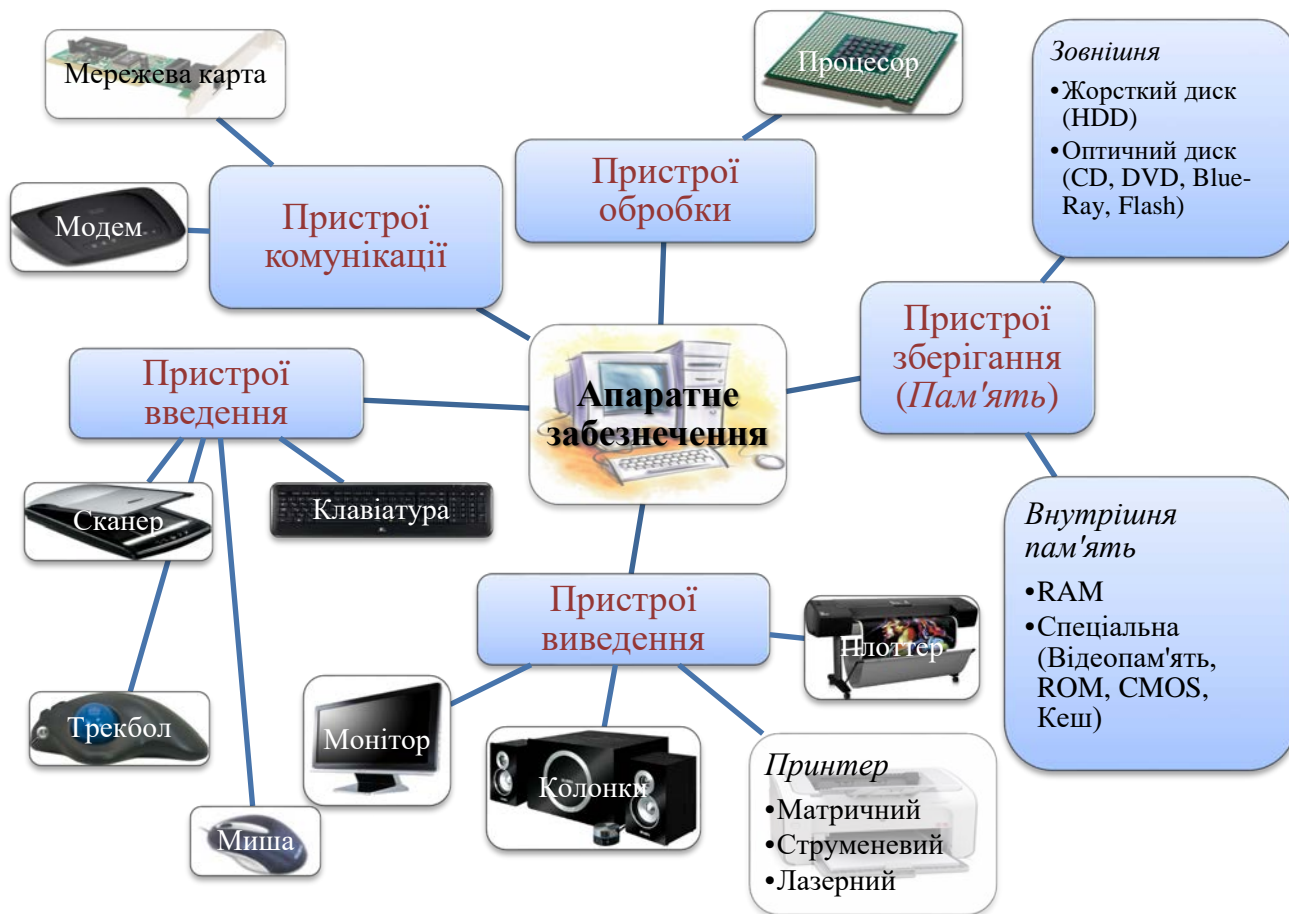 Мережева карта
Процесор
Зовнішня
•Жорсткий диск
(HDD)
•Оптичний диск
(CD, DVD, Blue-
Ray, Flash)
Модем
Пристрої
комунікації
Пристрої
обробки
Пристрої
зберігання
(Пам'ять)
Апаратне
забезнечення
Пристрої
введення
Сканер
Клавіатура
Трекбол
Миша
Пристрої
виведення
Плоттер
Монітор
Колонки
Принтер
•Матричний
•Струменевий
•Лазерний
Внутрішня
пам'ять
•RAM
•Спеціальна
(Відеопам'ять,
ROM, CMOS,
Кеш)